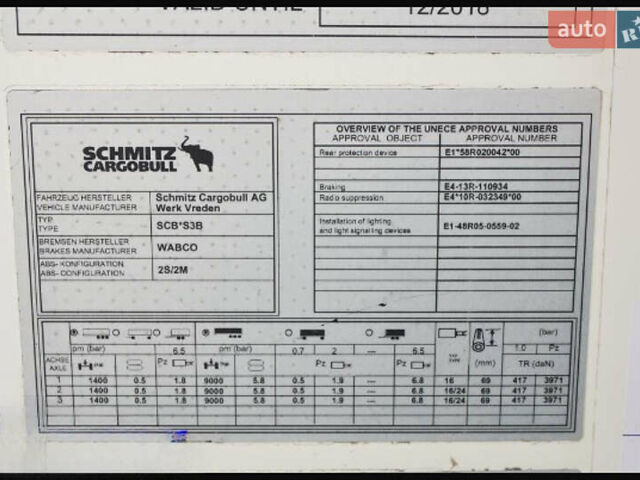 VALID UNTIL 12/2018
auto
SCHMITZ
CARGOBULL
FAHRZEUG HERSTELLER
VEHICLE MANUFACTURER
Schmitz Cargobull AG
Werk Vreden
TYP
TYPE
SCB*S3B
BREMSEN HERSTELLER
BRAKES MANUFACTURER
WABCO
ABS- KONFIGURATION
ABS- CONFIGURATION
2S/2M
OVERVIEW OF THE UNECE APPROVAL NUMBERS
APPROVAL OBJECT APPROVAL NUMBER
Rear protection device E1*58R020042*00
Braking E4-13R-110934
Radio suppression E4*10R-032349*00
Installation of lighting
and light signalling devices E1-48R05-0559-02
(bar)
pm (bar) 6.5 pm (bar) 0.7 2 --- 6.5 1.0 Pz
ACHSE
AXLE
Pz Pz (mm) TR (daN)
1 1400 0.5 1.8 9000 5.8 0.5 1.9 --- 6.8 16 69 417 3971
2 1400 0.5 1.8 9000 5.8 0.5 1.9 --- 6.8 16/24 69 417 3971
3 1400 0.5 1.8 9000 5.8 0.5 1.9 --- 6.8 16/24 69 417 3971